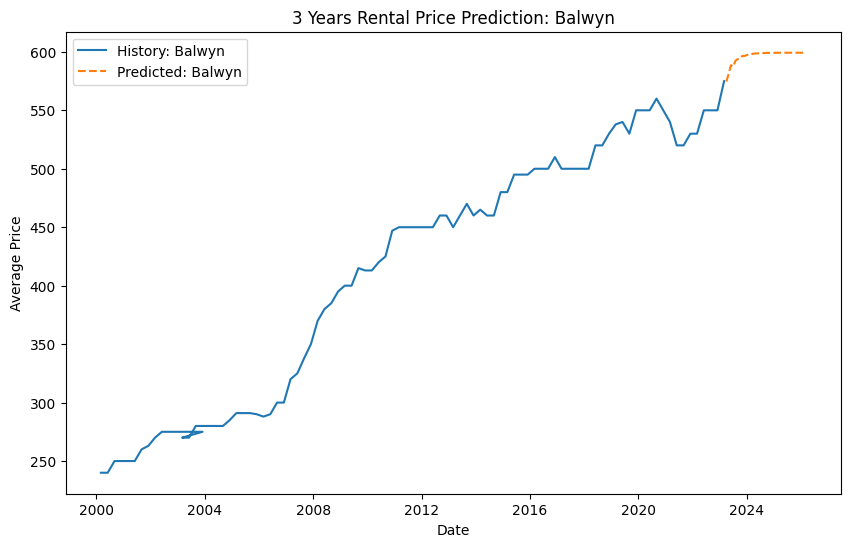 3 Years Rental Price Prediction: Balwyn
History: Balwyn
Predicted: Balwyn
600
550
500
450
400
350
300
250
Average Price
2000 2004 2008 2012 2016 2020 2024
Date